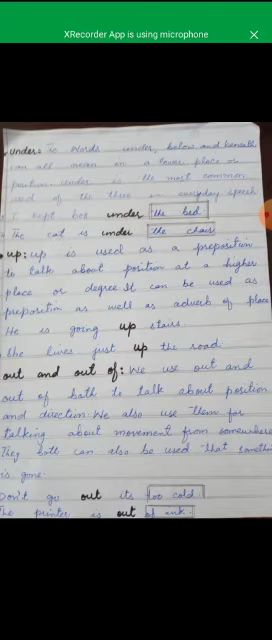 XRecorder App is using microphone
Under: To Words under, below and beneath
can all mean in a lower place or
position under is the most common
used of the three in everyday speech
I kept box under the bed
The cat is under the chair
up: up is used as a preposition
to talk about position at a higher
place or degree It can be used as
preposition as well as adverb of place
He is going up stairs
She lives just up the road.
out and out of: We use out and
out of both to talk about position
and direction. We also use them for
talking about movement from somewhere
They both can also be used that somethi
is gone
Don't go out its too cold.
The printer is out of ink.